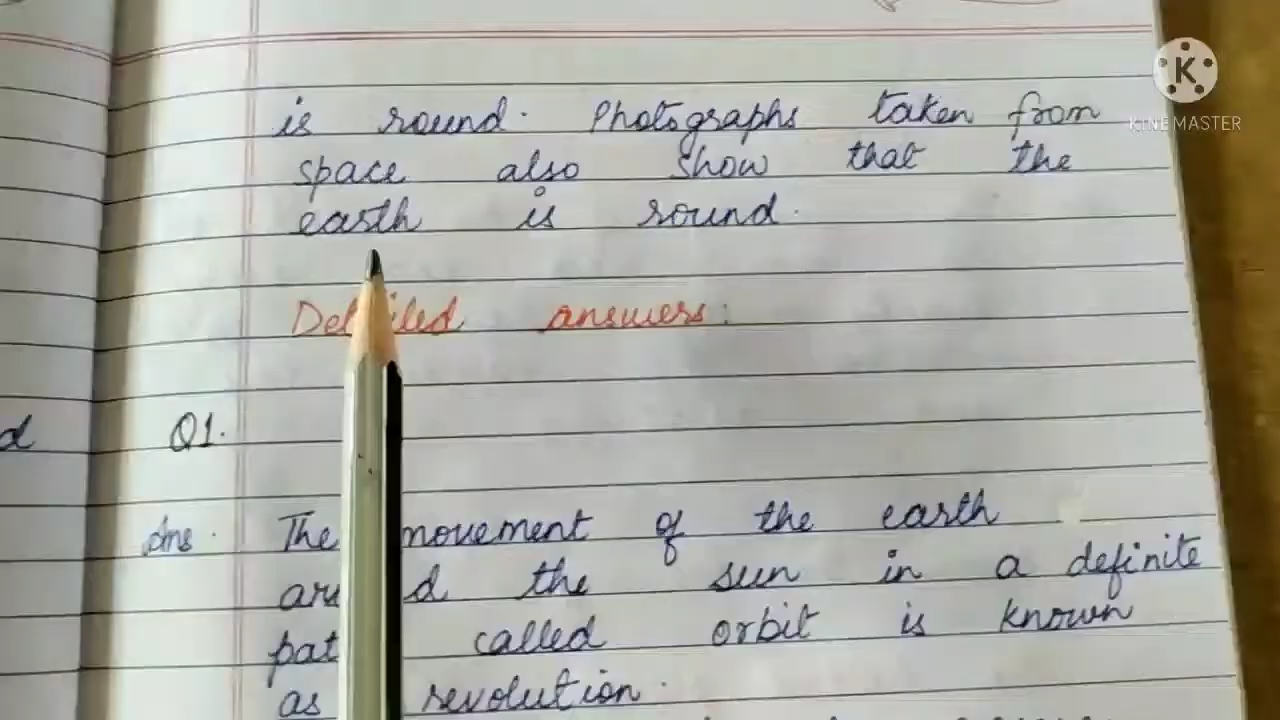 is round. Photographs taken from
space also show that the
earth is round.
answers:
d
Q1.
Ans. The movement of the earth
the sun in a definite
called orbit is known
as revolution.
K
KINEMASTER